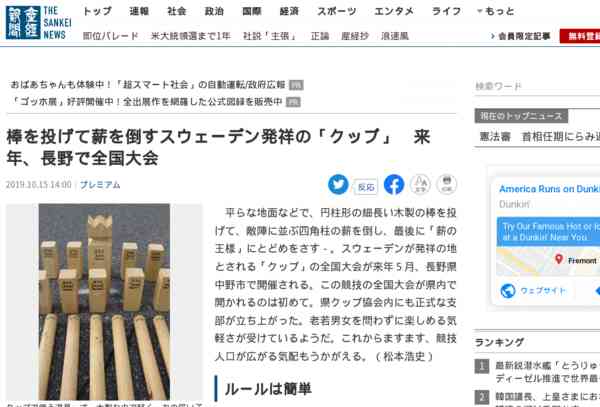 産經新聞
THE SANKEI NEWS
トップ 速報 社会 政治 国際 経済 スポーツ エンタメ ライフ もっと
即位パレード 米大統領選まで1年 社説「主張」 正論 産経抄 浪速風
会員限定記事 無料登録
おばあちゃんも体験中！「超スマート社会」の自動運転/政府広報 PR
「ゴッホ展」好評開催中！全出展作を網羅した公式図録を販売中 PR
検索ワード
現在のトップニュース
憲法審 首相任期にらみ
棒を投げて薪を倒すスウェーデン発祥の「クッブ」 来
年、長野で全国大会
2019.10.15 14:00 プレミアム
反応
文字
印刷
平らな地面などで、円柱形の細長い木製の棒を投
げて、敵陣に並ぶ四角柱の薪を倒し、最後に「薪の
王様」にとどめをさす－。スウェーデンが発祥の地
とされる「クッブ」の全国大会が来年５月、長野県
中野市で開催される。この競技の全国大会が県内で
開かれるのは初めて。県クッブ協会内にも正式な支
部が立ち上がった。老若男女を問わずに楽しめる気
軽さが受けているようだ。これからますます、競技
人口が広がる気配もうかがえる。（松本浩史）
ルールは簡単
America Runs on Dunki
Dunkin'
Try Our Famous Hot or Ic
at a Dunkin' Near You.
Fremont
ウェブサイト
ランキング
1 最新鋭潜水艦「とうりゅ
ディーゼル推進で世界最
2 韓国議長、上皇さまにお